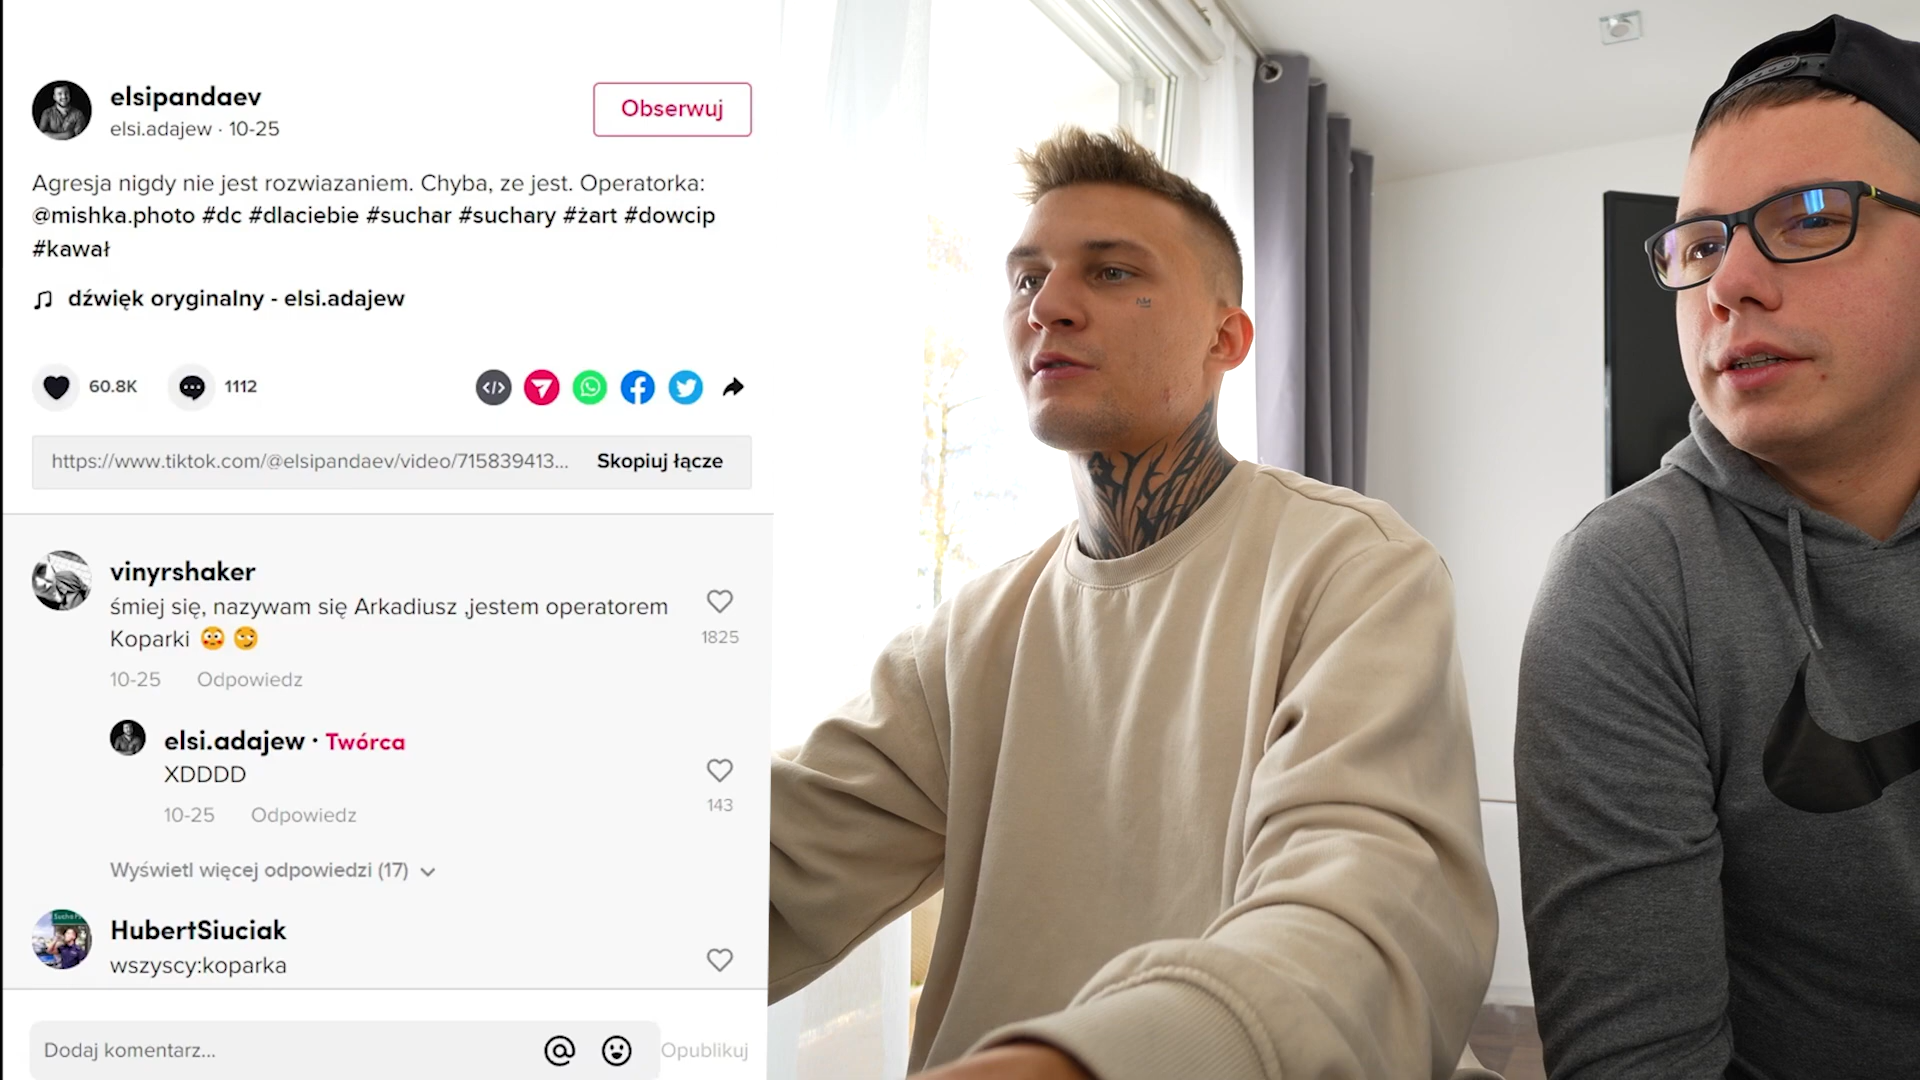 elsipandaev
elsi.adajew · 10-25
Obserwuj
Agresja nigdy nie jest rozwiazaniem. Chyba, ze jest. Operatorka:
@mishka.photo #dc #dlaciebie #suchar #suchary #żart #dowcip
#kawał
dźwięk oryginalny - elsi.adajew
60.8K
1112
https://www.tiktok.com/@elsipandaev/video/715839413...
Skopiuj łącze
vinyrshaker
śmiej się, nazywam się Arkadiusz ,jestem operatorem
Koparki 😳 😏
1825
10-25 Odpowiedz
elsi.adajew · Twórca
XDDDD
143
10-25 Odpowiedz
Wyświetl więcej odpowiedzi (17)
HubertSiuciak
wszyscy:koparka
Dodaj komentarz...
Opublikuj